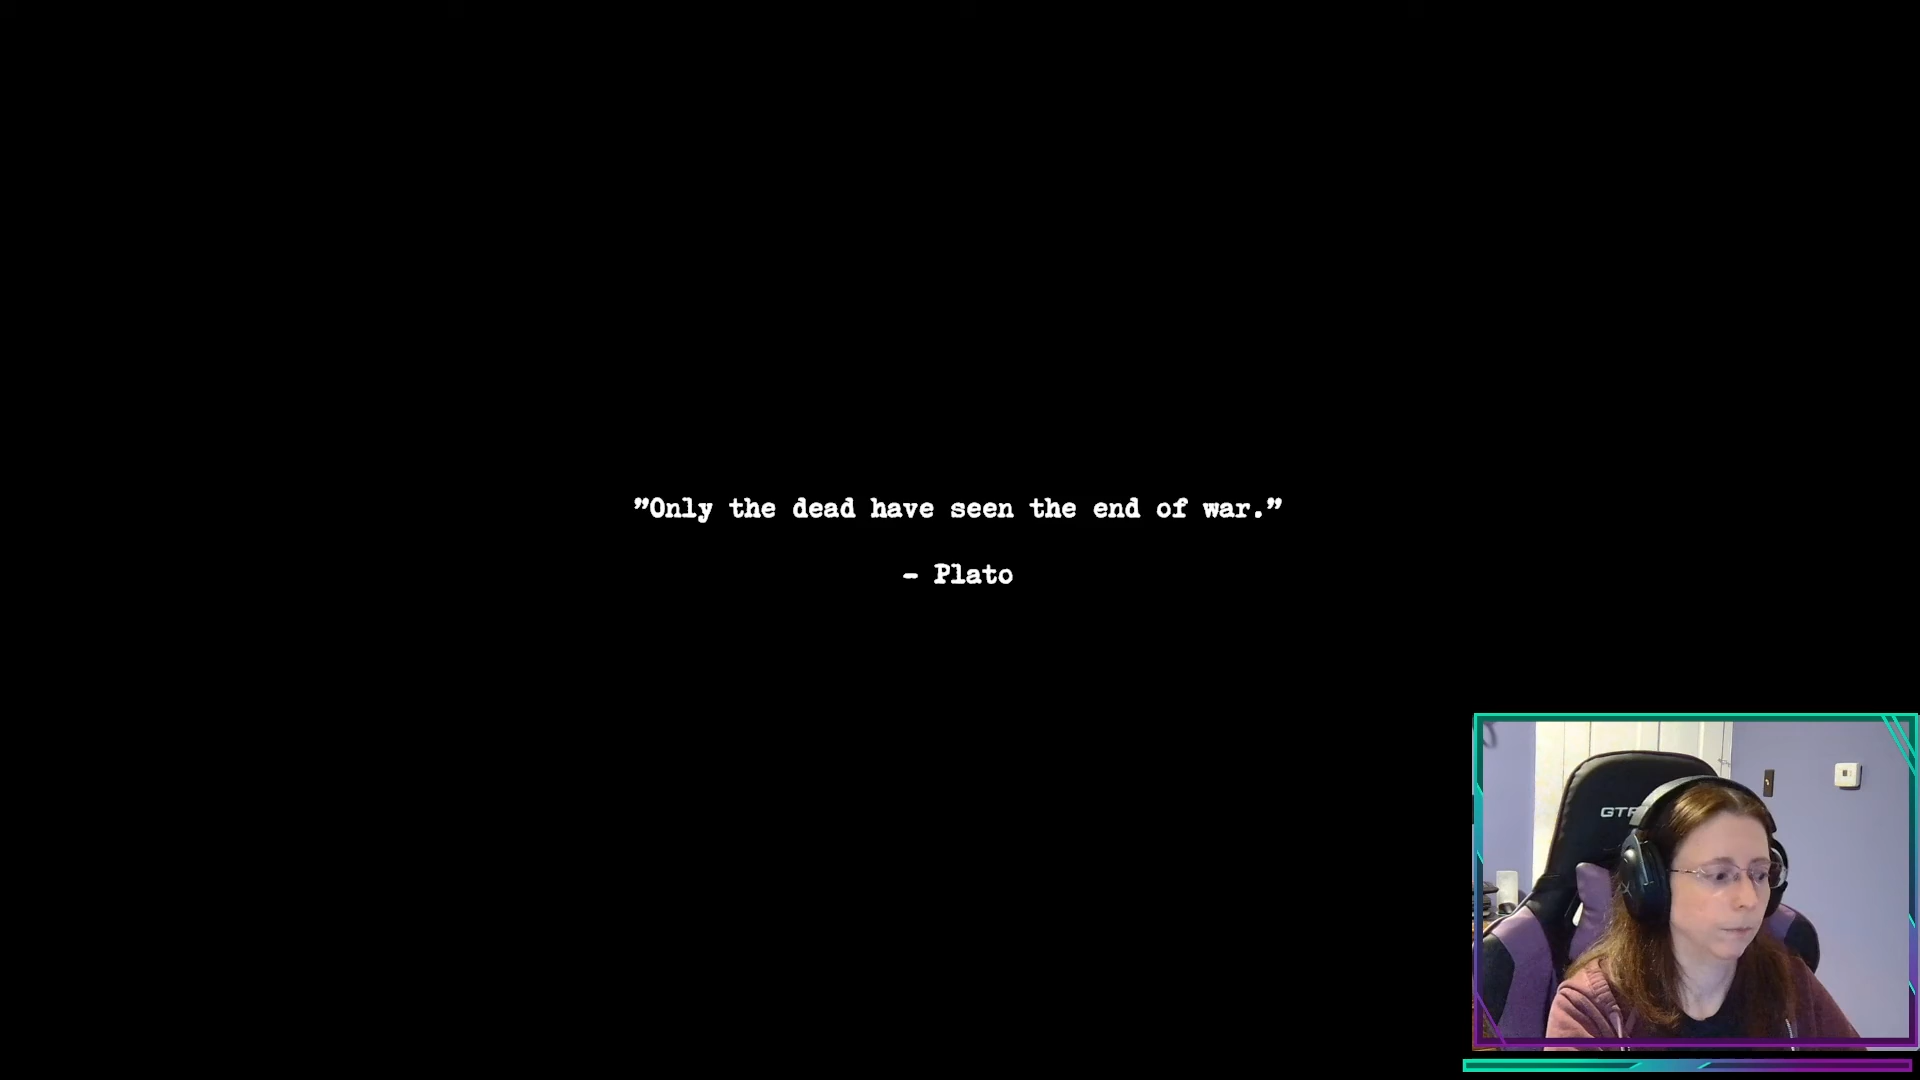 ”Only the dead have seen the end of war.”
– Plato